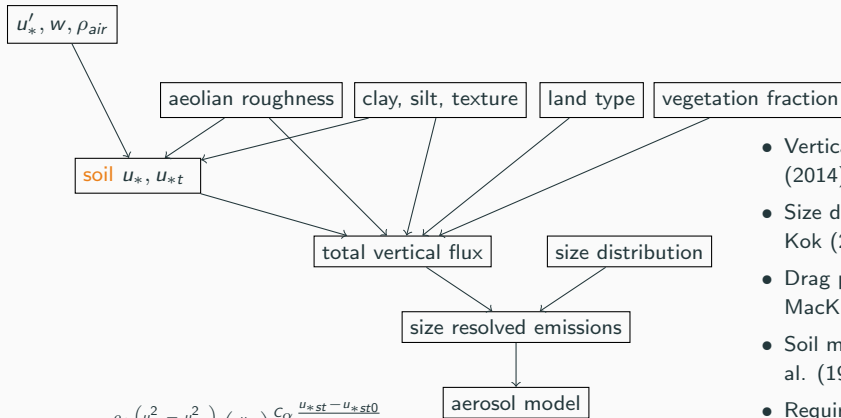 u′∗, w, ρair
aeolian roughness
clay, silt, texture
land type
vegetation fraction
soil u∗, u∗t
total vertical flux
size distribution
size resolved emissions
aerosol model
• Vertica
(2014)
• Size d
Kok (2
• Drag p
MacK
• Soil m
al. (19
• Requir